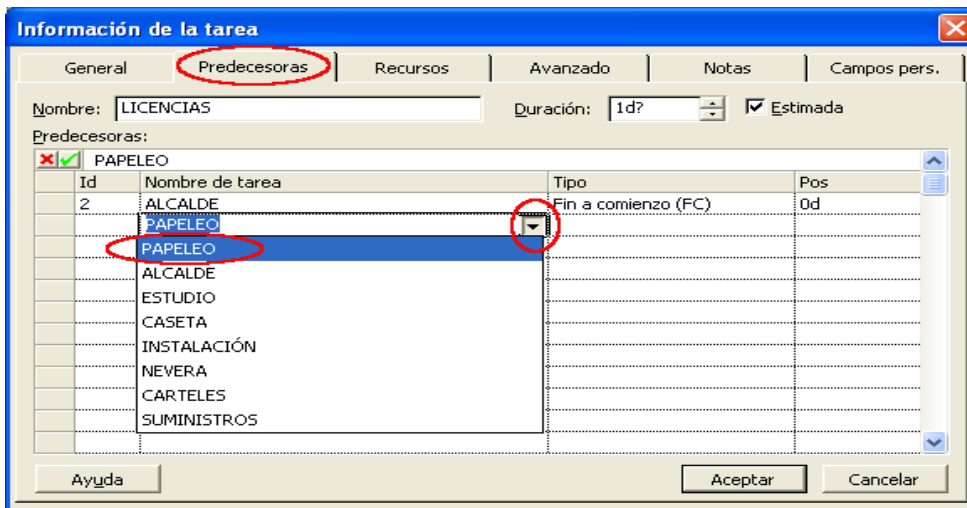 Información de la tarea
General Predecesoras Recursos Avanzado Notas Campos pers.
Nombre: LICENCIAS Duración: 1d? Estimada
Predecesoras:
PAPELEO
Id Nombre de tarea Tipo Pos
2 ALCALDE Fin a comienzo (FC) 0d
PAPELEO
PAPELEO
ALCALDE
ESTUDIO
CASETA
INSTALACIÓN
NEVERA
CARTELES
SUMINISTROS
Ayuda Aceptar Cancelar